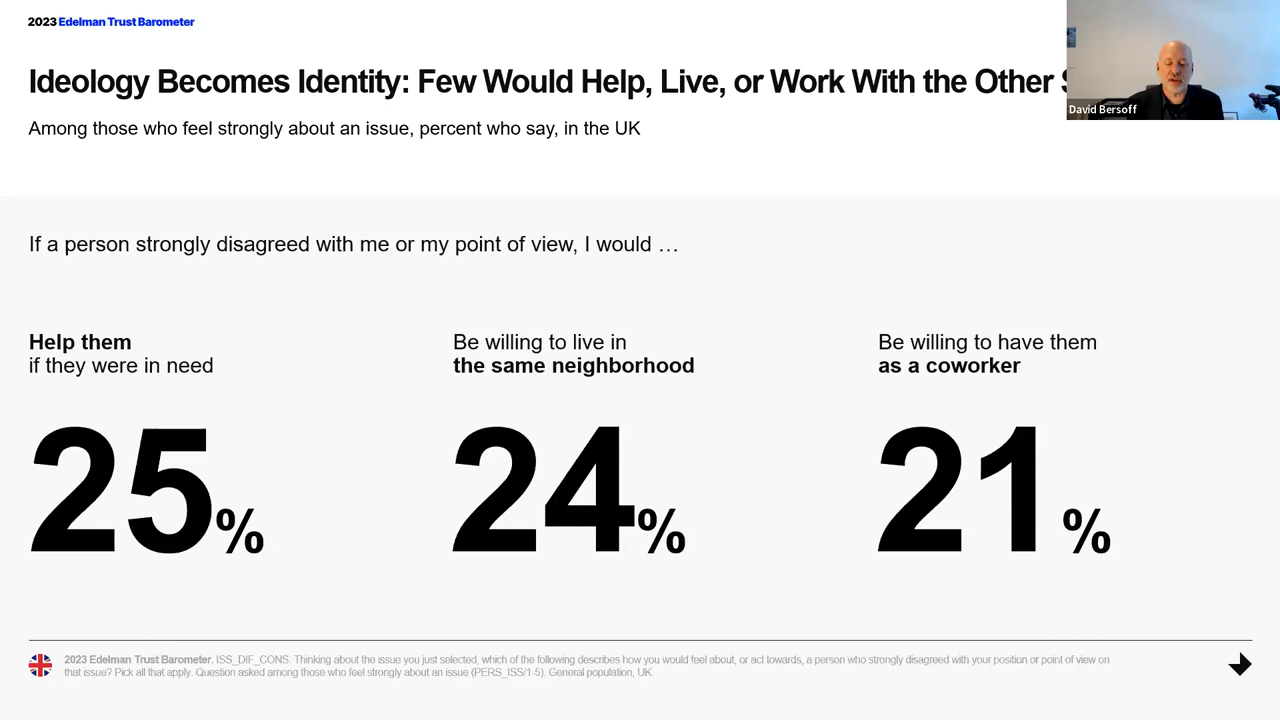 2023 Edelman Trust Barometer
Ideology Becomes Identity: Few Would Help, Live, or Work With the Other
David Bersoff
Among those who feel strongly about an issue, percent who say, in the UK
If a person strongly disagreed with me or my point of view, I would …
Help them
if they were in need
25%
Be willing to live in
the same neighborhood
24%
Be willing to have them
as a coworker
21%
2023 Edelman Trust Barometer. ISS_DIF_CONS. Thinking about the issue you just selected, which of the following describes how you would feel about, or act towards, a person who strongly disagreed with your position or point of view on
that issue? Pick all that apply. Question asked among those who feel strongly about an issue (PERS_ISS/1-5). General population, UK.